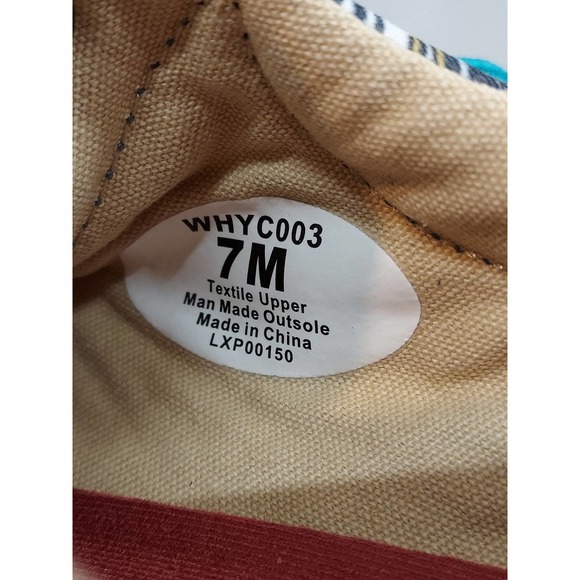 WHYC003
7M
Textile Upper
Man Made Outsole
Made in China
LXP00150